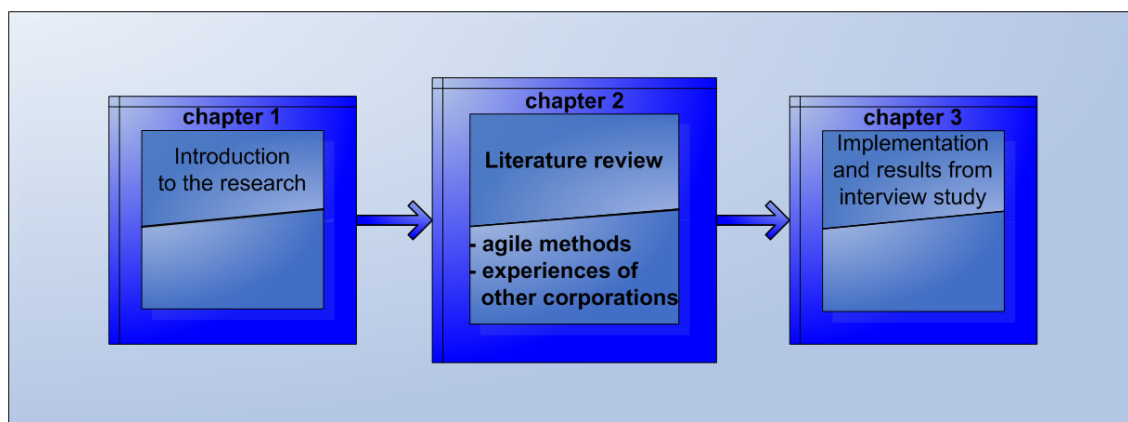 chapter 1
Introduction
to the research
chapter 2
Literature review
- agile methods
- experiences of
other corporations
chapter 3
Implementation
and results from
interview study